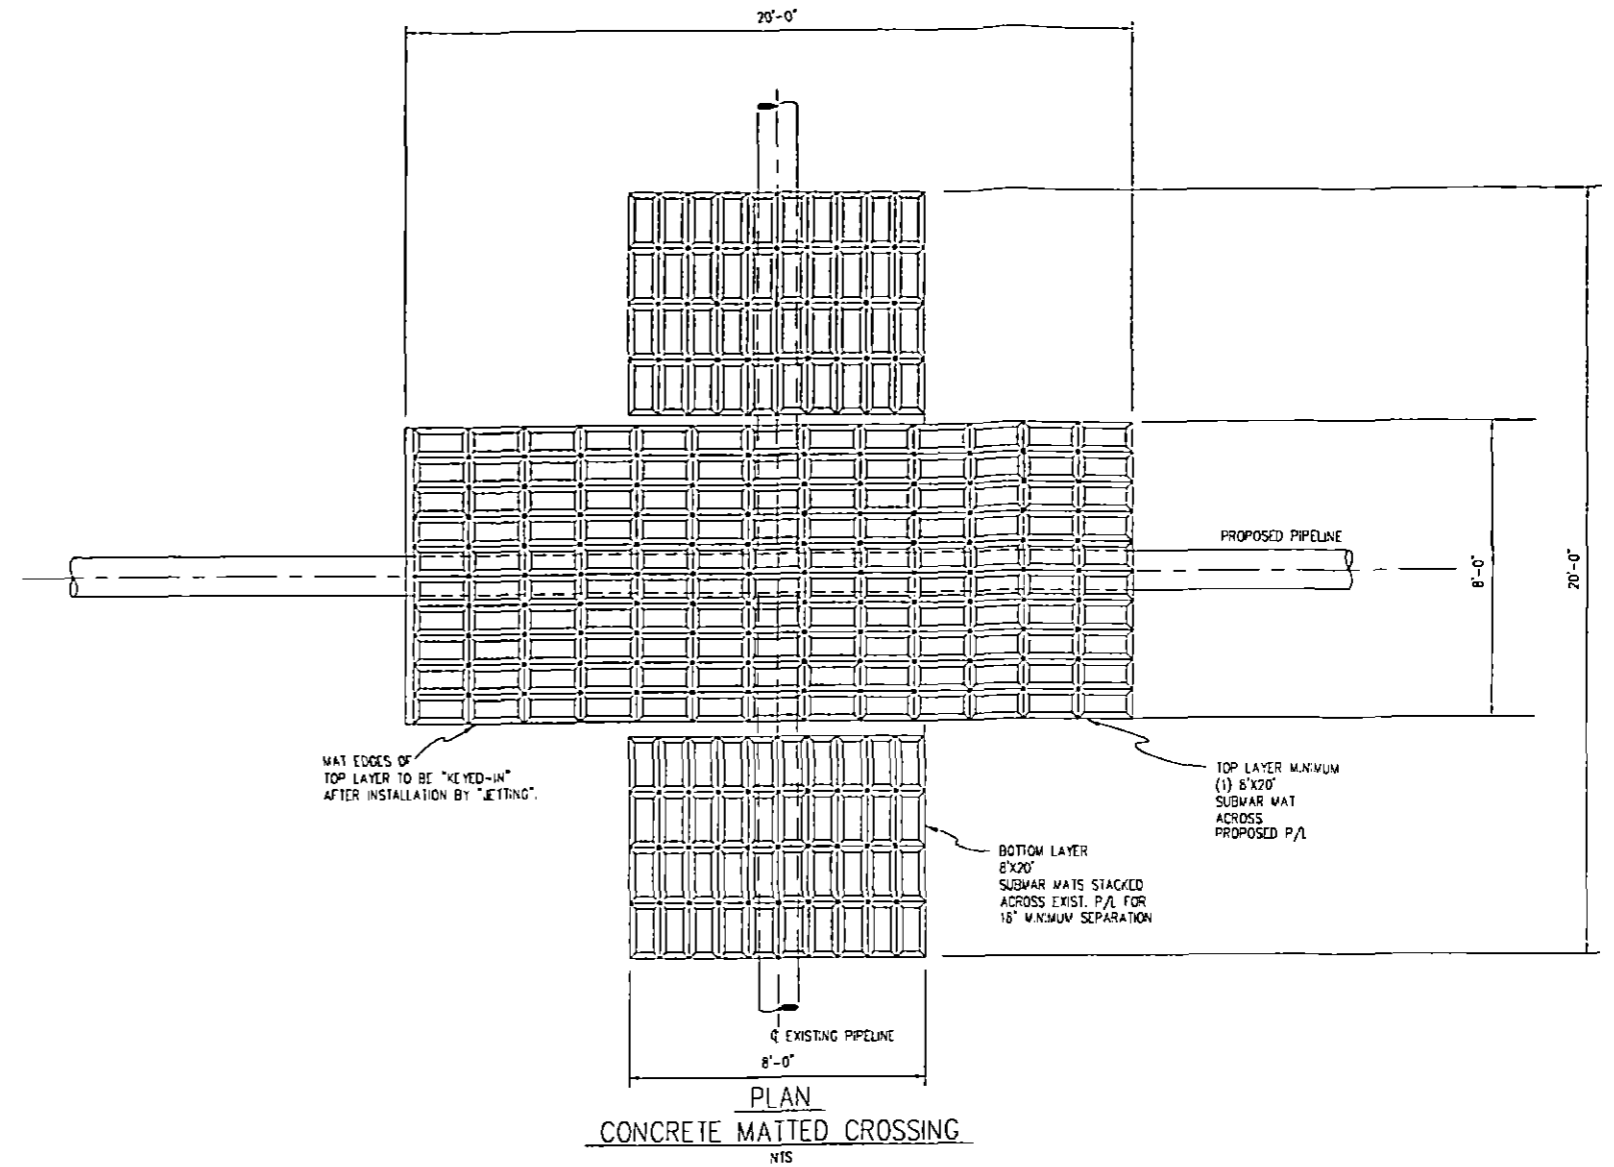 20'-0"
PROPOSED PIPELINE
8'-0"
20'-0"
MAT EDGES OF
TOP LAYER TO BE "KEYED-IN"
AFTER INSTALLATION BY "JETTING".
TOP LAYER MINIMUM
(1) 8'X20'
SUBMAR MAT
ACROSS
PROPOSED P/L
BOTTOM LAYER
8'X20'
SUBMAR MATS STACKED
ACROSS EXIST. P/L FOR
18" MINIMUM SEPARATION
℄ EXISTING PIPELINE
8'-0"
PLAN
CONCRETE MATTED CROSSING
NTS